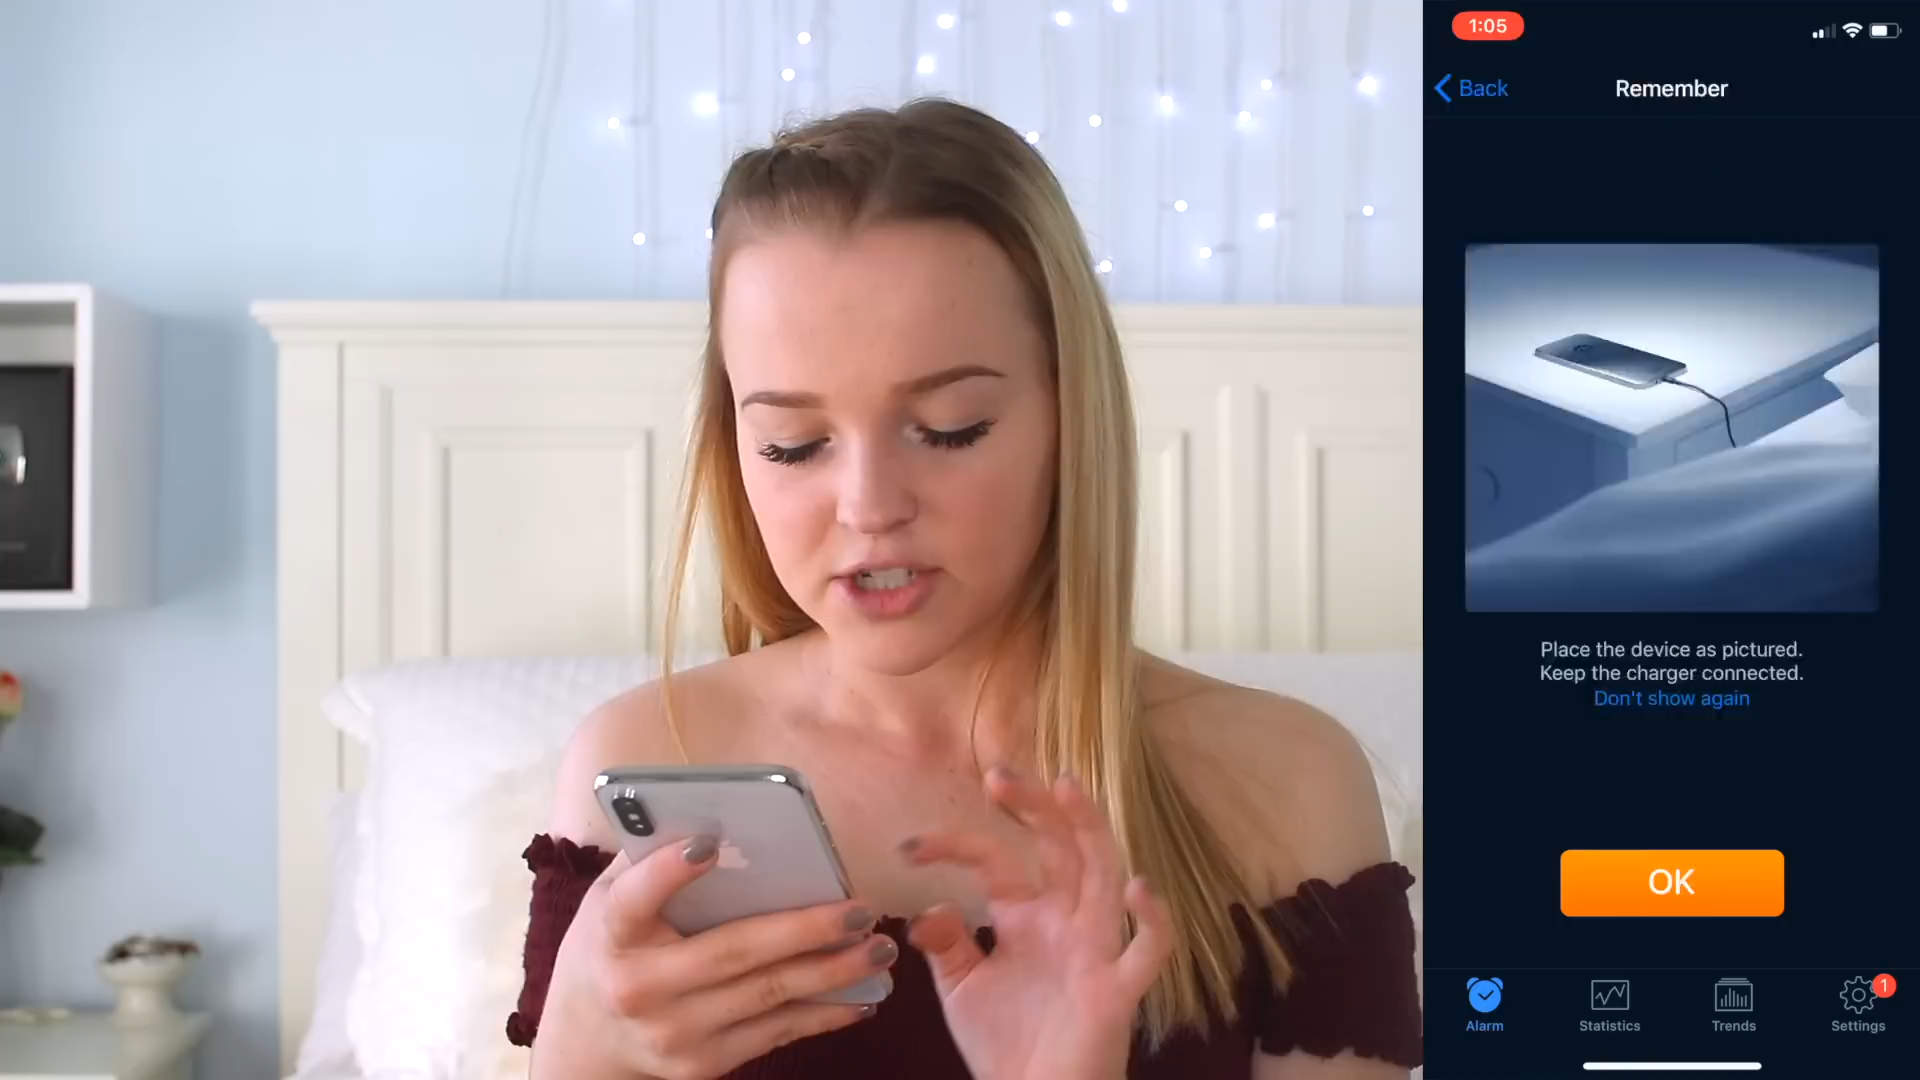 1:05
Back
Remember
Place the device as pictured.
Keep the charger connected.
Don't show again
OK
1
Alarm
Statistics
Trends
Settings